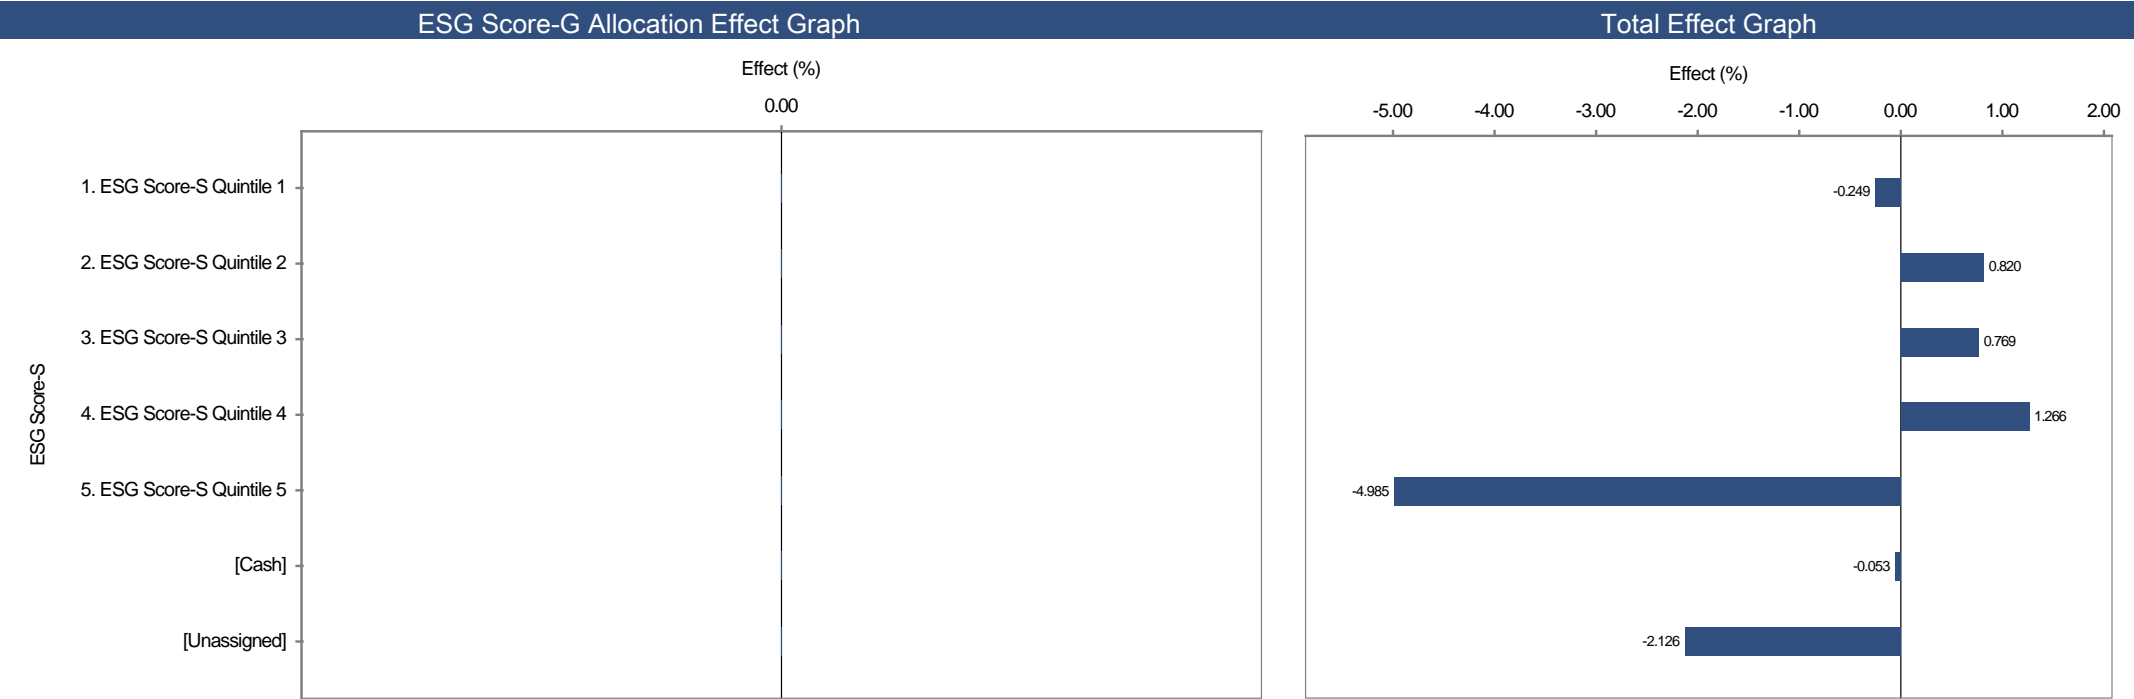 ESG Score-G Allocation Effect Graph
Effect (%)
0.00
ESG Score-S
1. ESG Score-S Quintile 1
2. ESG Score-S Quintile 2
3. ESG Score-S Quintile 3
4. ESG Score-S Quintile 4
5. ESG Score-S Quintile 5
[Cash]
[Unassigned]
Total Effect Graph
Effect (%)
-5.00 -4.00 -3.00 -2.00 -1.00 0.00 1.00 2.00
-0.249
0.820
0.769
1.266
-4.985
-0.053
-2.126